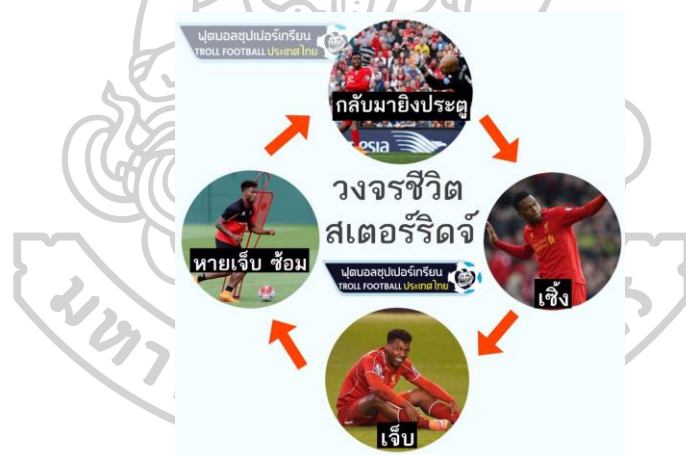 ฟุตบอลซุปเปอร์เกรียน
TROLL FOOTBALL ประเทศไทย
กลับมายิงประตู
esia
วงจรชีวิต
สเตอร์ริดจ์
หายเจ็บ ซ้อม
ฟุตบอลซุปเปอร์เกรียน
TROLL FOOTBALL ประเทศไทย
เซิ้ง
เจ็บ
มหา